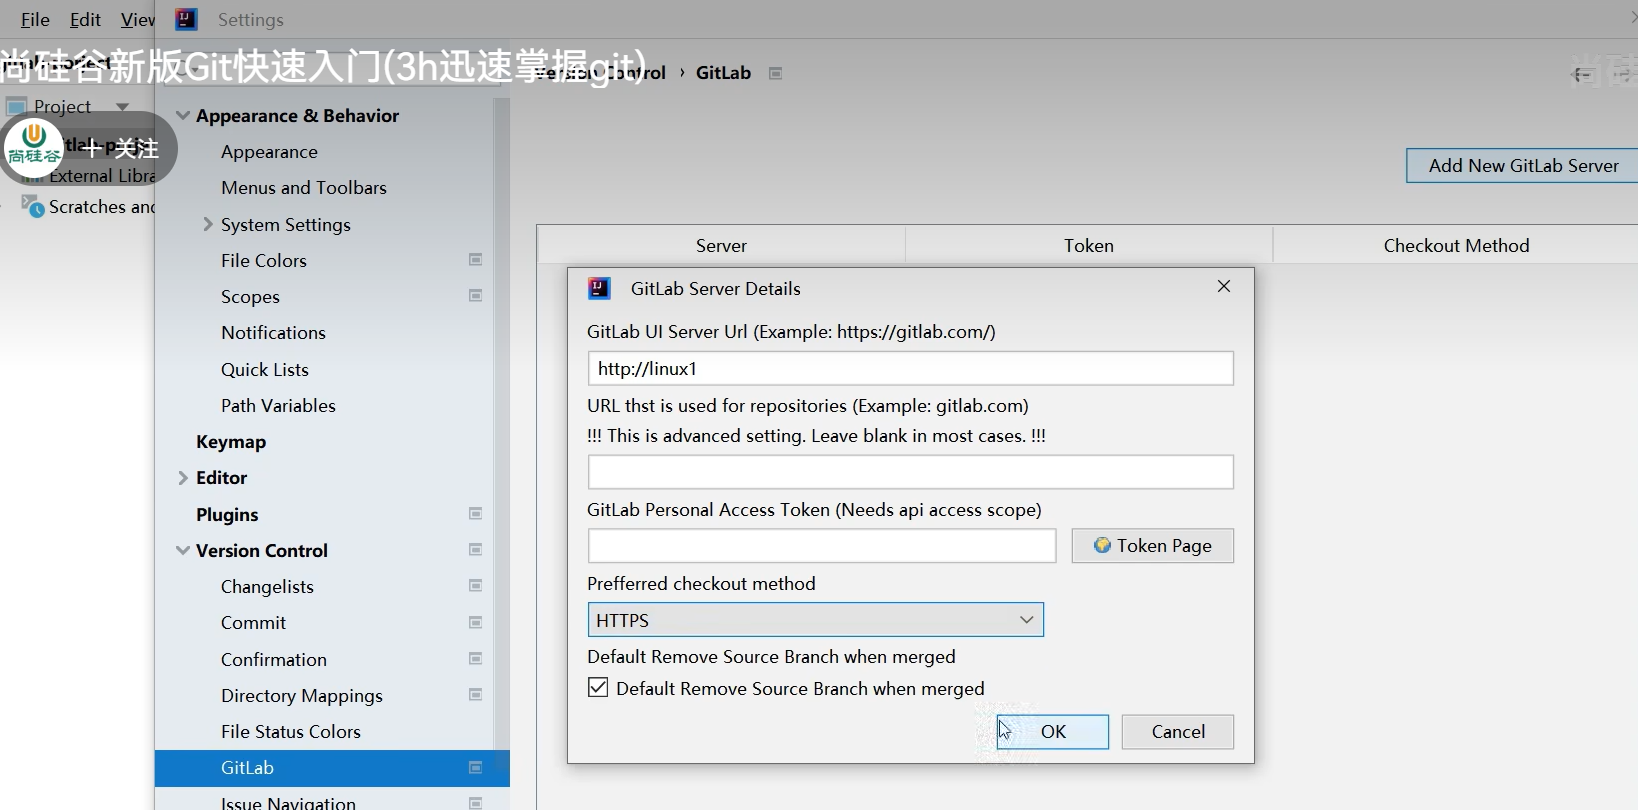 File Edit View Settings
尚硅谷新版Git快速入门(3h迅速掌握git)
Version Control › GitLab
Project
尚硅谷
+ 关注
External Libra
Scratches and
Appearance & Behavior
Appearance
Menus and Toolbars
System Settings
File Colors
Scopes
Notifications
Quick Lists
Path Variables
Keymap
Editor
Plugins
Version Control
Changelists
Commit
Confirmation
Directory Mappings
File Status Colors
GitLab
Issue Navigation
Add New GitLab Server
Server Token Checkout Method
GitLab Server Details
GitLab UI Server Url (Example: https://gitlab.com/)
http://linux1
URL thst is used for repositories (Example: gitlab.com)
!!! This is advanced setting. Leave blank in most cases. !!!
GitLab Personal Access Token (Needs api access scope)
Token Page
Prefferred checkout method
HTTPS
Default Remove Source Branch when merged
Default Remove Source Branch when merged
OK Cancel